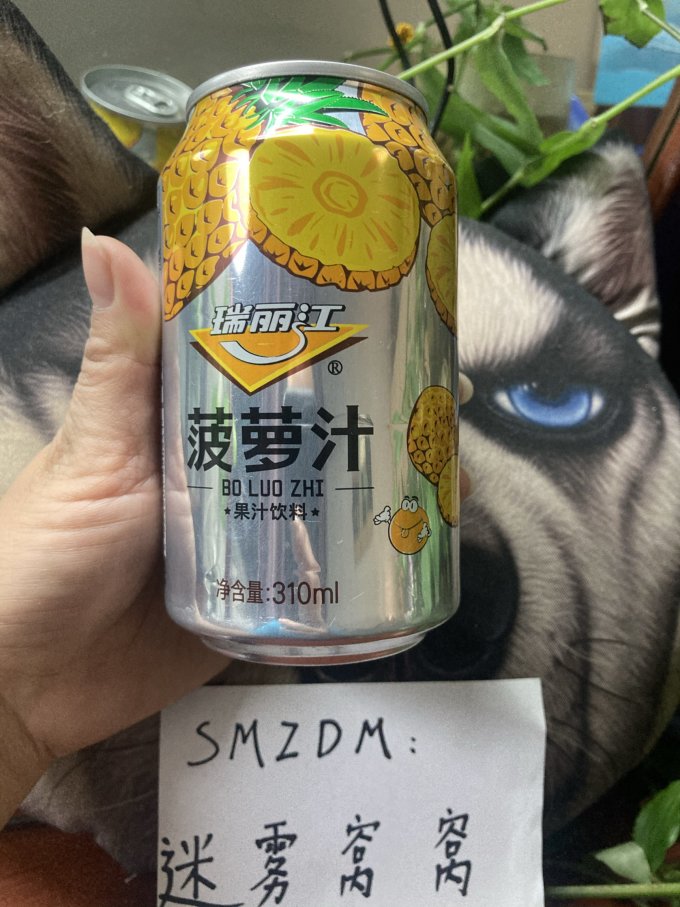 瑞丽江
®
菠萝汁
BO LUO ZHI
★果汁饮料★
净含量:310ml
SMZDM:
迷雾窝窝